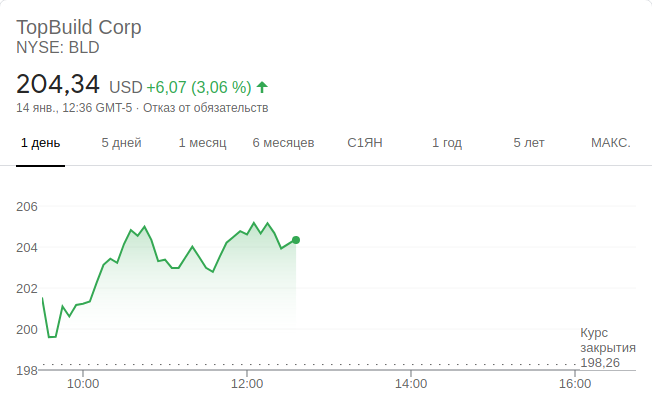 TopBuild Corp
NYSE: BLD
204,34 USD +6,07 (3,06 %)
14 янв., 12:36 GMT-5 · Отказ от обязательств
1 день 5 дней 1 месяц 6 месяцев С1ЯН 1 год 5 лет МАКС.
206
204
202
200
Курс
закрытия
198,26
198
10:00 12:00 14:00 16:00